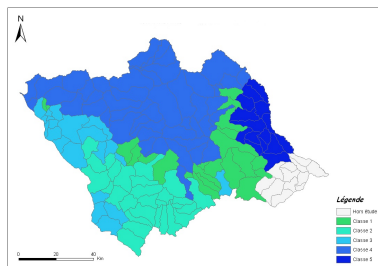 N
Légende
Hors étude
Classe 1
Classe 2
Classe 3
Classe 4
Classe 5
0 20 40
Km